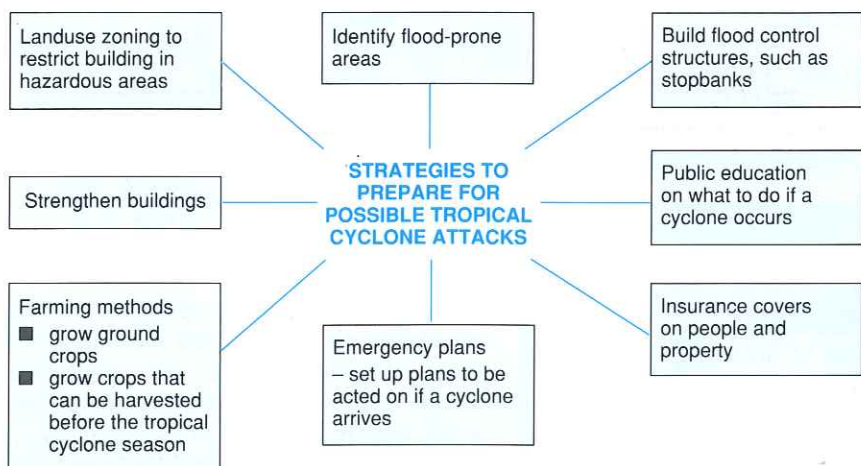 Landuse zoning to
restrict building in
hazardous areas
Identify flood-prone
areas
Build flood control
structures, such as
stopbanks
Strengthen buildings
STRATEGIES TO
PREPARE FOR
POSSIBLE TROPICAL
CYCLONE ATTACKS
Public education
on what to do if a
cyclone occurs
Farming methods
■ grow ground
crops
■ grow crops that
can be harvested
before the tropical
cyclone season
Emergency plans
– set up plans to be
acted on if a cyclone
arrives
Insurance covers
on people and
property